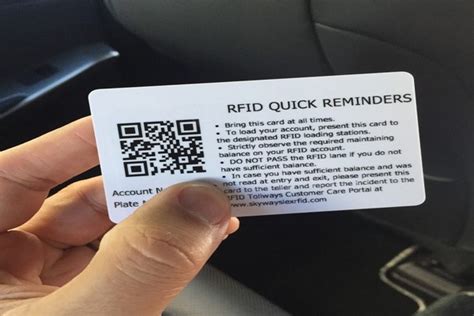 RFID QUICK REMINDERS
• Bring this card at all times.
• To load your account, present this card to
the designated RFID loading stations.
• Strictly observe the required maintaining
balance on your RFID account.
• DO NOT PASS the RFID lane if you do not
have sufficient balance.
• In case you have sufficient balance and was
not read at entry and exit, please present this
card to the teller and report the incident to the
RFID Tollways Customer Care Portal at
www.skywayslexrfid.com
Account
Plate